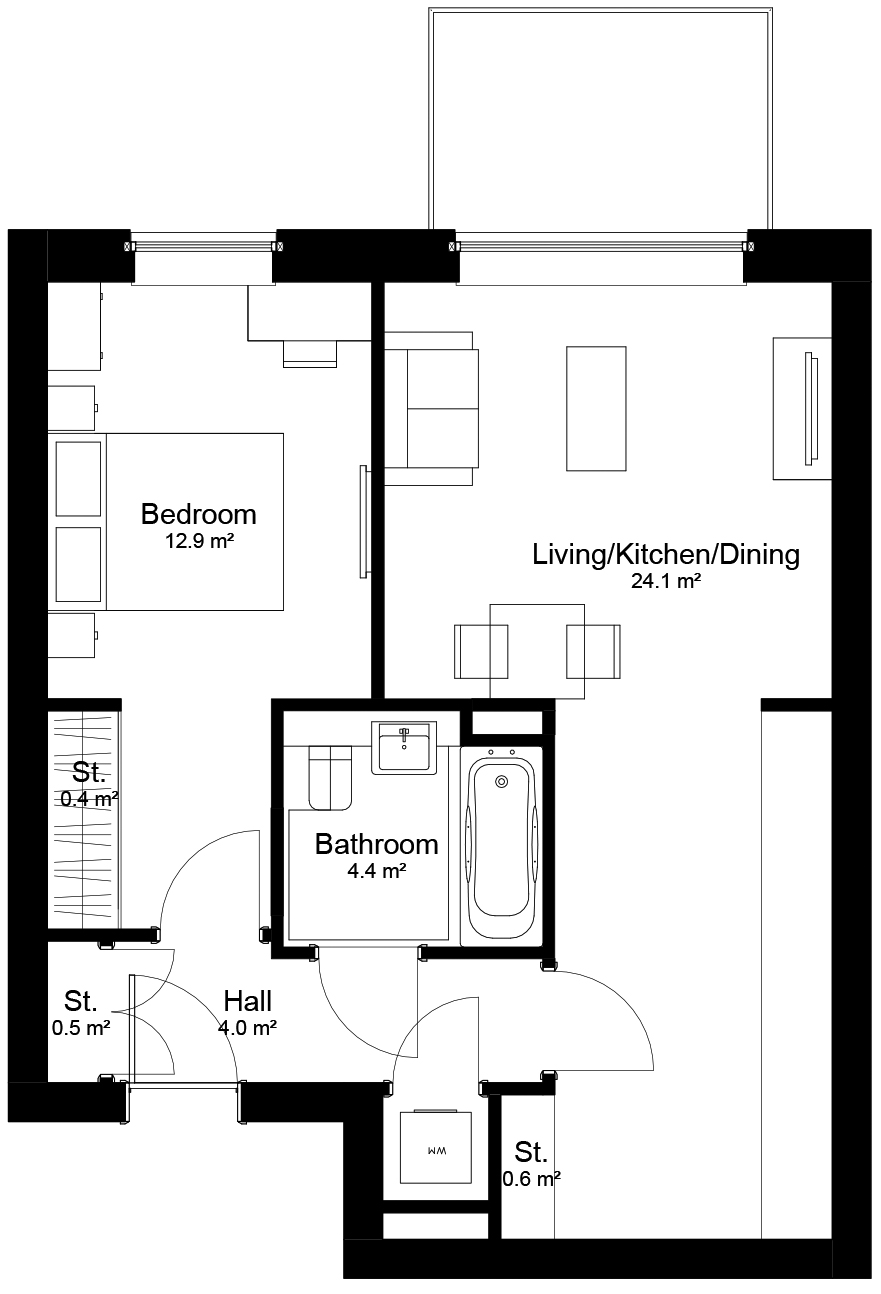 Bedroom
12.9 m²
Living/Kitchen/Dining
24.1 m²
St.
0.4 m²
Bathroom
4.4 m²
St.
0.5 m²
Hall
4.0 m²
WM
St.
0.6 m²